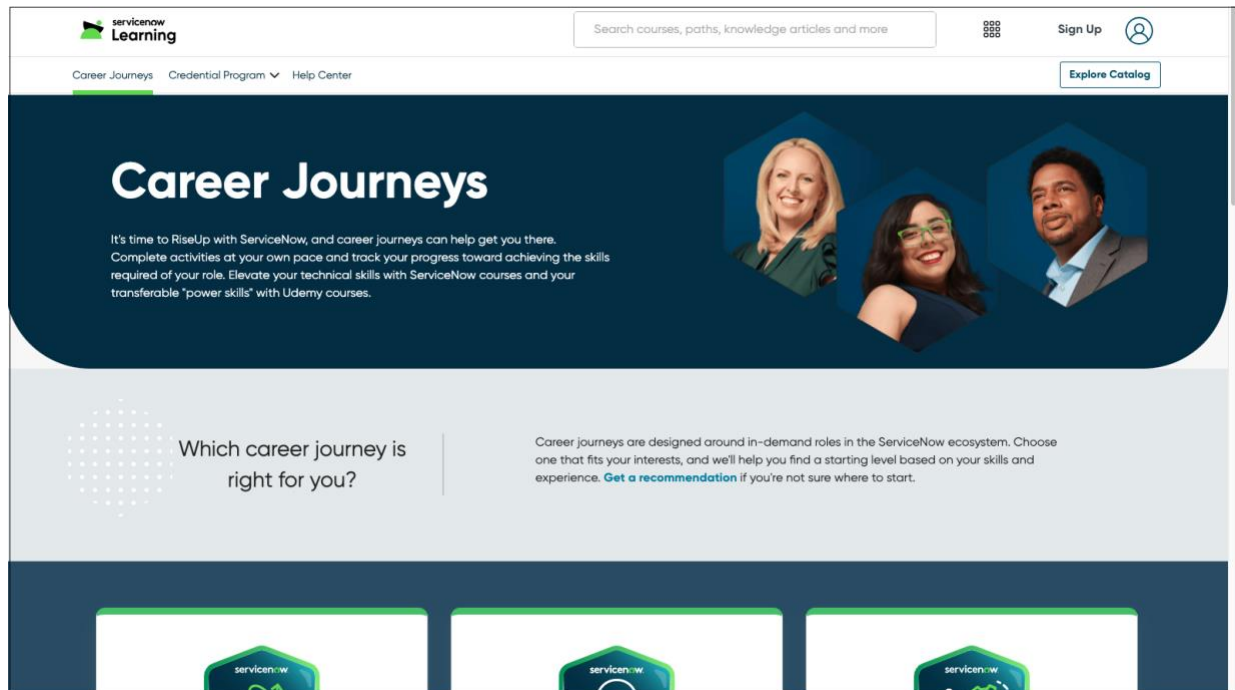 servicenow
Learning
Search courses, paths, knowledge articles and more
Sign Up
Career Journeys
Credential Program
Help Center
Explore Catalog
Career Journeys
It's time to RiseUp with ServiceNow, and career journeys can help get you there.
Complete activities at your own pace and track your progress toward achieving the skills
required of your role. Elevate your technical skills with ServiceNow courses and your
transferable "power skills" with Udemy courses.
Which career journey is
right for you?
Career journeys are designed around in-demand roles in the ServiceNow ecosystem. Choose
one that fits your interests, and we'll help you find a starting level based on your skills and
experience. Get a recommendation if you're not sure where to start.
servicenow
servicenow
servicenow